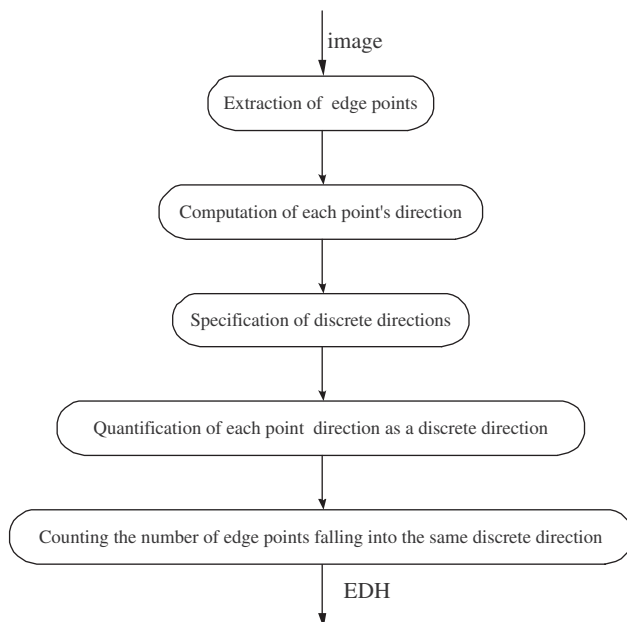 image
Extraction of edge points
Computation of each point's direction
Specification of discrete directions
Quantification of each point direction as a discrete direction
Counting the number of edge points falling into the same discrete direction
EDH